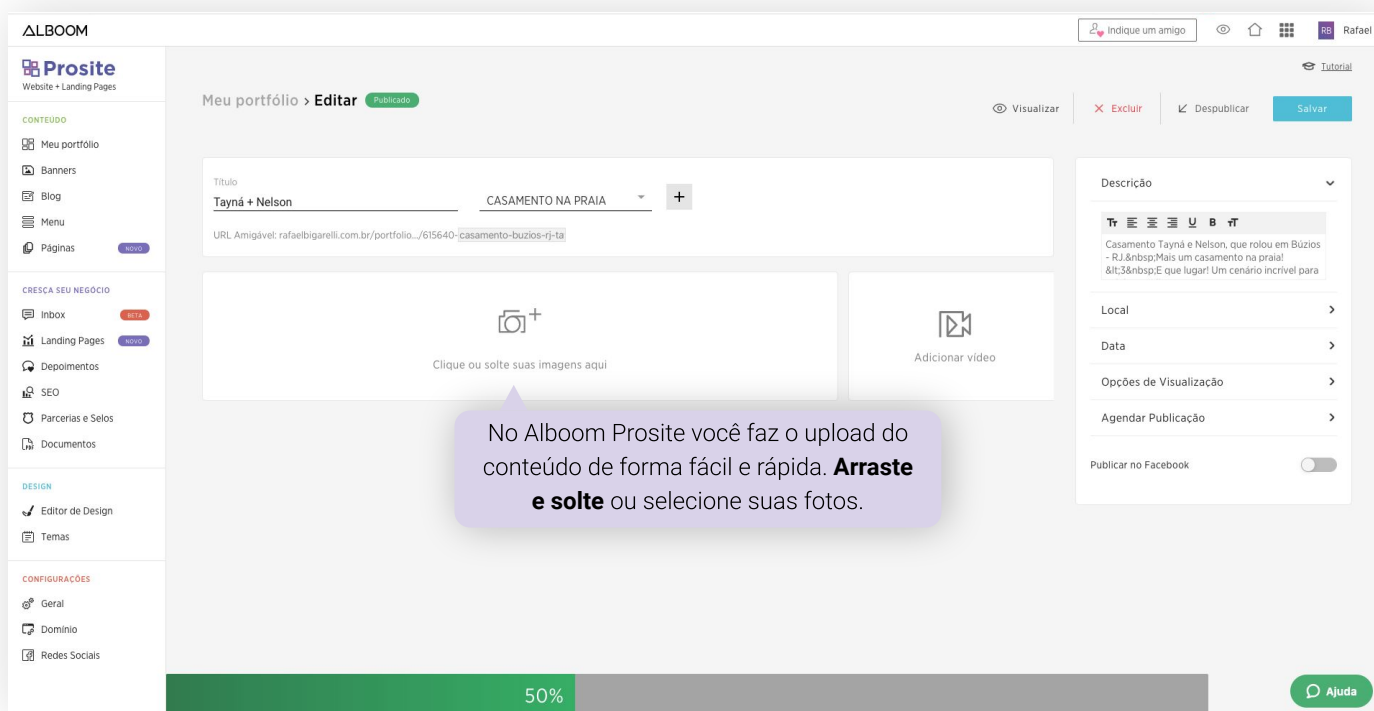 ALBOOM
Indique um amigo
RB Rafael
Prosite
Website + Landing Pages
Tutorial
Meu portfólio > Editar Publicado
Visualizar
Excluir
Despublicar
Salvar
CONTEÚDO
Meu portfólio
Banners
Blog
Menu
Páginas NOVO
CRESÇA SEU NEGÓCIO
Inbox BETA
Landing Pages NOVO
Depoimentos
SEO
Parcerias e Selos
Documentos
DESIGN
Editor de Design
Temas
CONFIGURAÇÕES
Geral
Domínio
Redes Sociais
Título
Tayná + Nelson
CASAMENTO NA PRAIA
+
URL Amigável: rafaelbigarelli.com.br/portfolio.../615640-casamento-buzios-rj-ta
Clique ou solte suas imagens aqui
Adicionar vídeo
No Alboom Prosite você faz o upload do
conteúdo de forma fácil e rápida. Arraste
e solte ou selecione suas fotos.
Descrição
Casamento Tayná e Nelson, que rolou em Búzios
- RJ.&nbsp;Mais um casamento na praia!
&lt;3&nbsp;E que lugar! Um cenário incrível para
Local
Data
Opções de Visualização
Agendar Publicação
Publicar no Facebook
50%
Ajuda